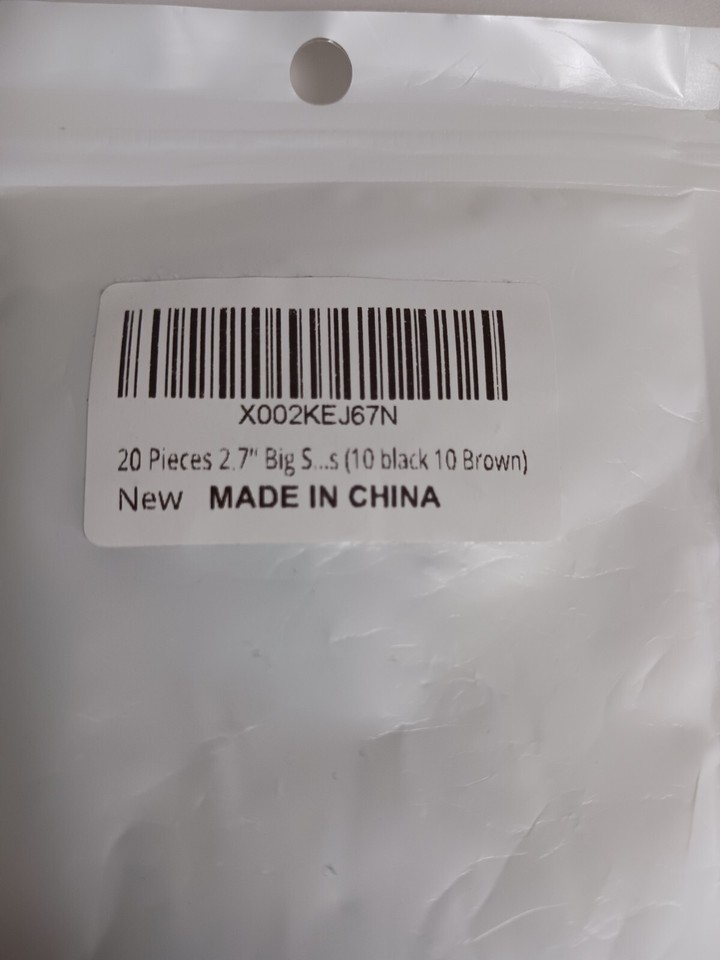 X002KEJ67N
20 Pieces 2.7" Big S...s (10 black 10 Brown)
New MADE IN CHINA